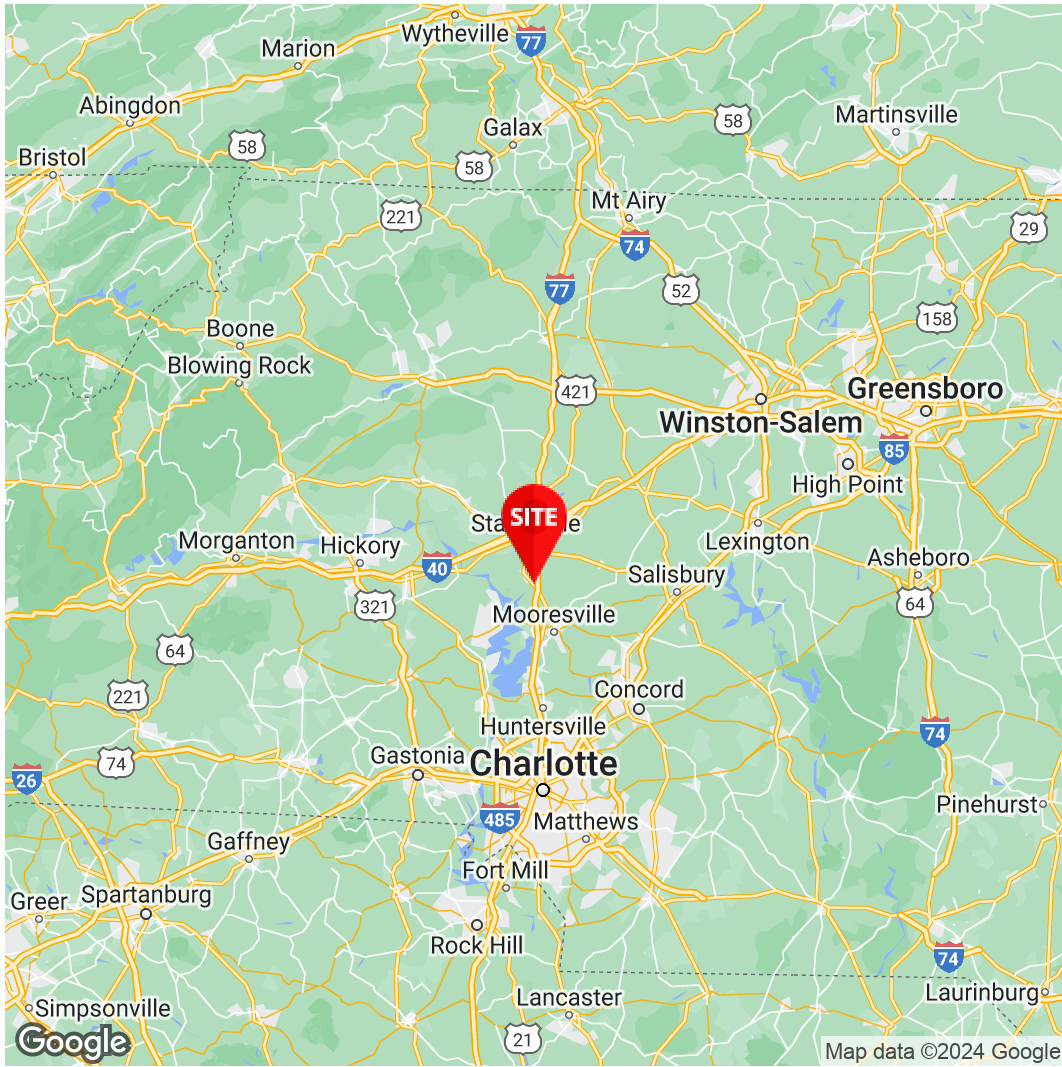 Wytheville
77
Marion
Abingdon
58
Martinsville
Galax
58
Bristol
58
Mt Airy
221
29
74
77
52
158
Boone
Blowing Rock
421
Greensboro
Winston-Salem
85
High Point
SITE
Lexington
Morganton
Hickory
40
Asheboro
Salisbury
321
64
Mooresville
64
221
Concord
Huntersville
74
74
Gastonia
Charlotte
26
485
Matthews
Pinehurst
Gaffney
Fort Mill
Spartanburg
Greer
Rock Hill
74
Lancaster
Laurinburg
Simpsonville
21
Google
Map data ©2024 Google